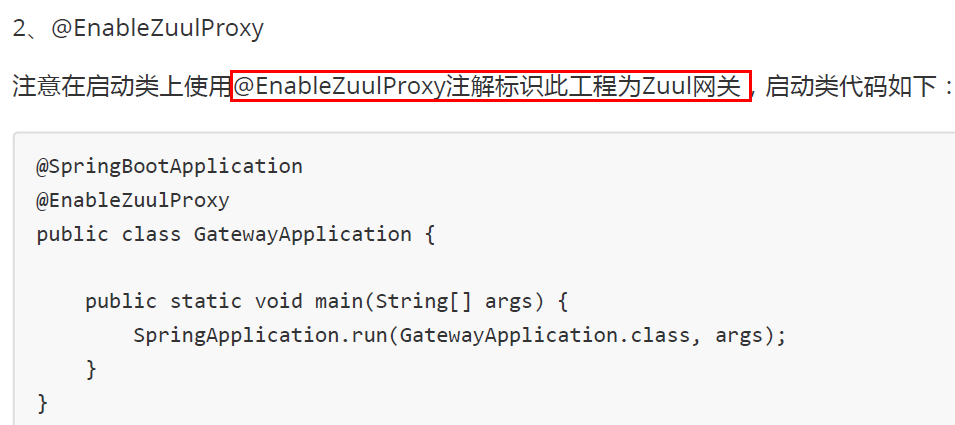 2、@EnableZuulProxy
注意在启动类上使用@EnableZuulProxy注解标识此工程为Zuul网关，启动类代码如下：
@SpringBootApplication
@EnableZuulProxy
public class GatewayApplication {
    public static void main(String[] args) {
        SpringApplication.run(GatewayApplication.class, args);
    }
}